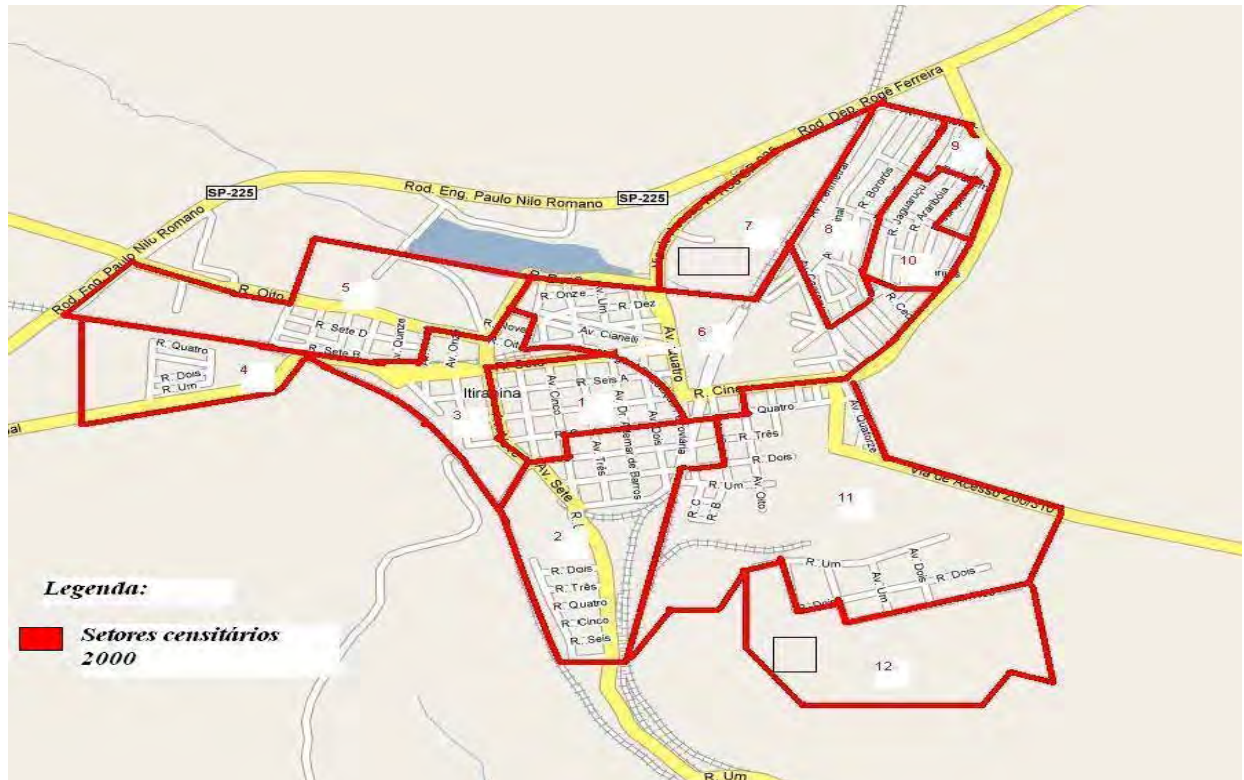 Rod. Dep. Rogê Ferreira
9
SP-225
Rod. Eng. Paulo Nilo Romano
SP-225
R. Bororós
R. Jaguaruçú
R. Araribóia
7
8
10
Rod. Eng. Paulo Nilo Romano
5
R. Oito
R. Onze
Av. Um
R. Dez
R. Sete D
Av. Quinze
R. Sete B
R. Nove
Av. Cianelli
Av. Quatro
6
R. Quatro
R. Dois
R. Um
4
Itirapina
R. Seis A
1
Av. Cinco
R. Cinco
3
Av. Dr. Ademar de Barros
Av. Dois
Quatro
Av. Quatorze
R. Três
R. Dois
Av. Três
Av. Sete
R. Um
Av. Oito
R. C
R. B
Via de Acesso 206/310
11
2
R. Dois
R. Três
R. Quatro
R. Cinco
R. Seis
R. Um
Av. Dois
Av. Um
R. Dois
12
Legenda:
Setores censitários
2000
R. Um